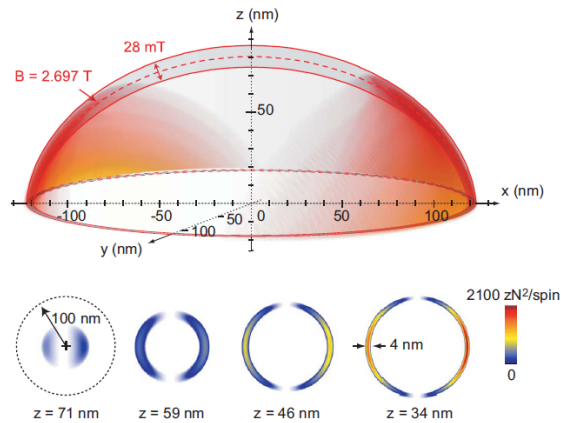 z (nm)
28 mT
B = 2.697 T
50
x (nm)
-100
-50
50
0
50
100
100
y (nm)
2100 zN²/spin
100 nm
4 nm
0
z = 71 nm
z = 59 nm
z = 46 nm
z = 34 nm